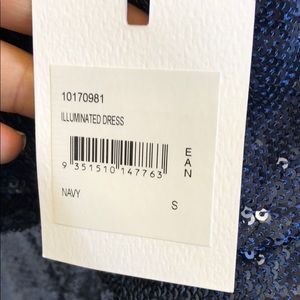 10170981
ILLUMINATED DRESS
EAN
9 351510 147763
NAVY S